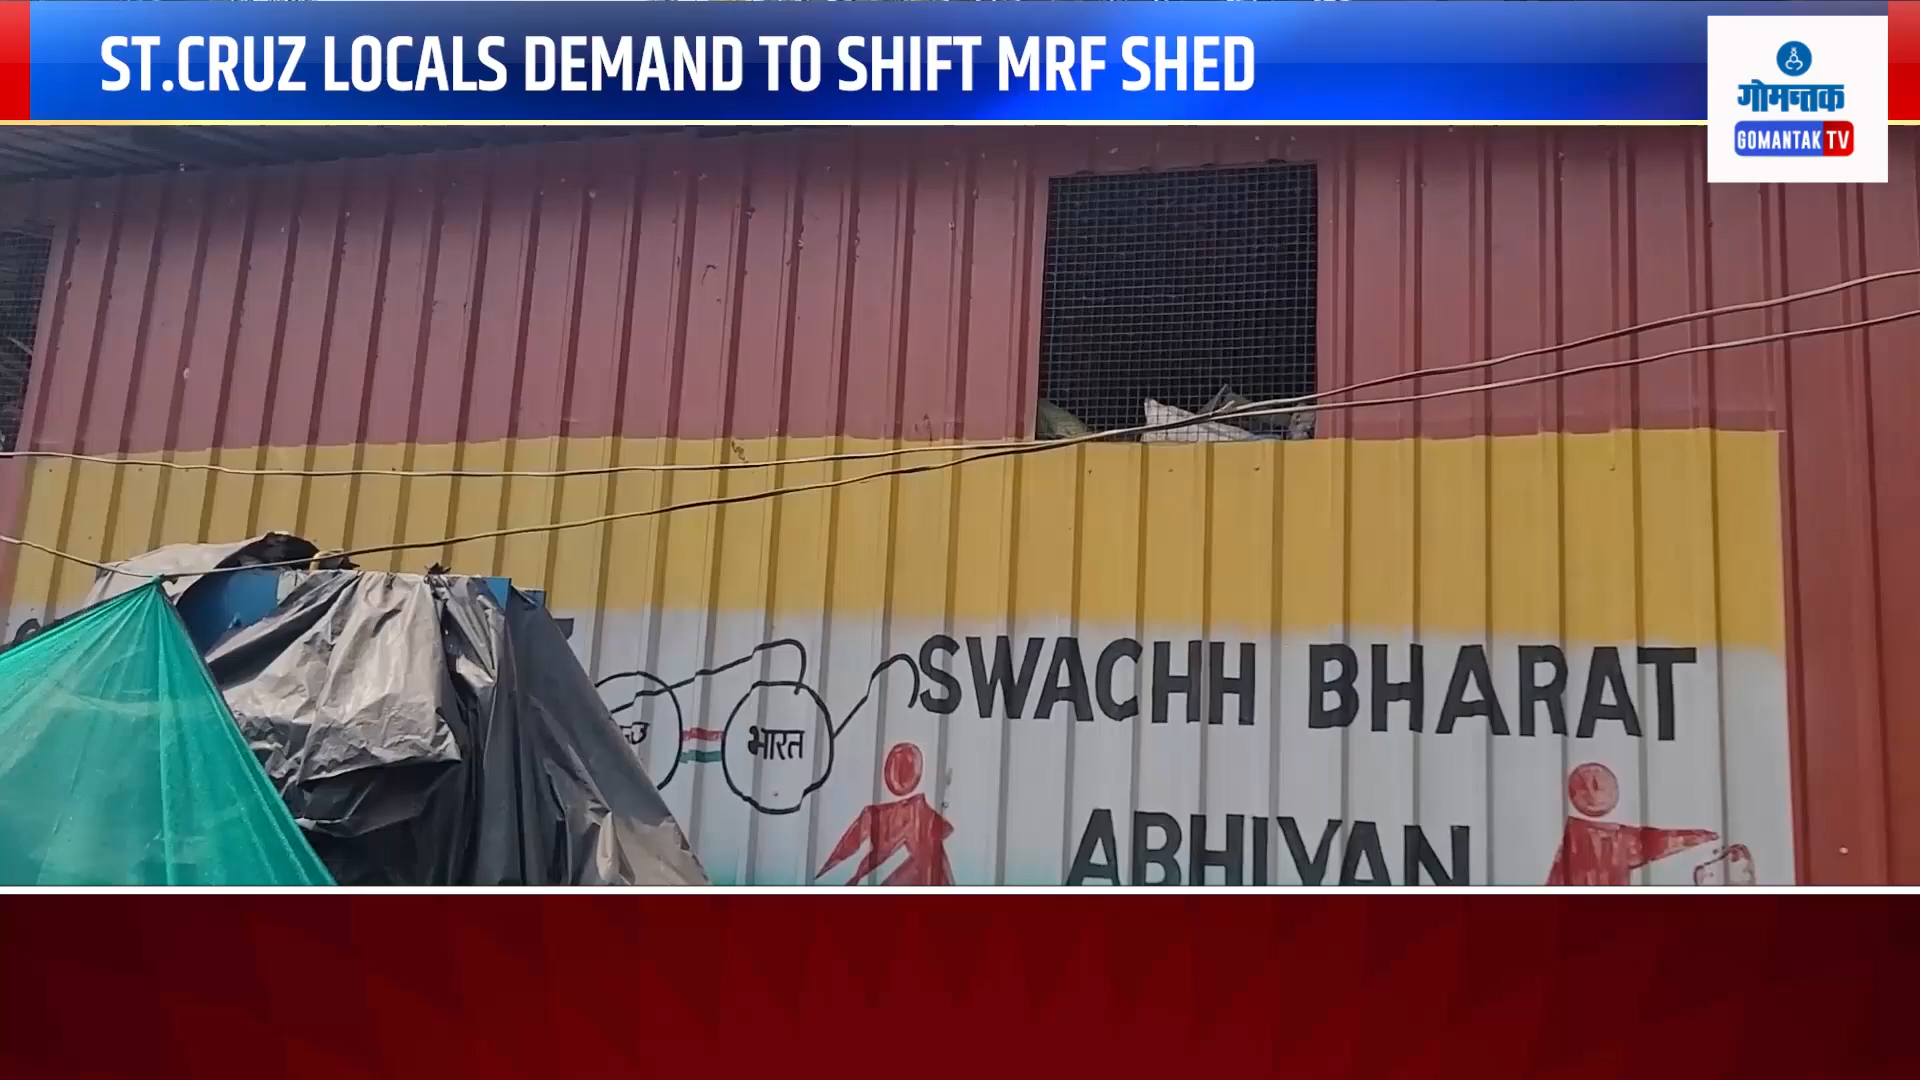 ST.CRUZ LOCALS DEMAND TO SHIFT MRF SHED
गोमन्तक
GOMANTAK TV
SWACHH BHARAT
भारत
ABHIYAN